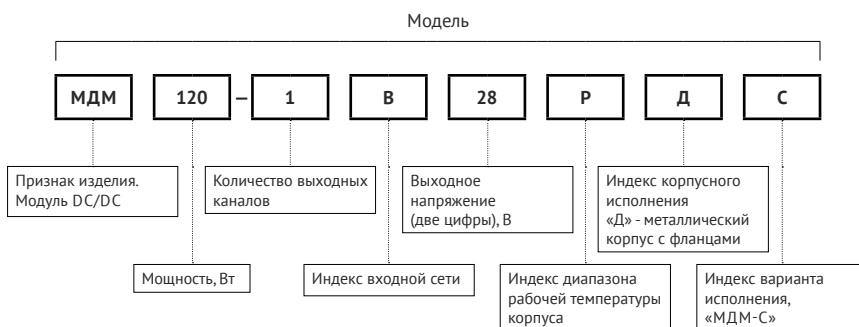 Модель
МДМ 120 – 1 В 28 Р Д С
Признак изделия.
Модуль DC/DC
Количество выходных
каналов
Выходное
напряжение
(две цифры), В
Индекс корпусного
исполнения
«Д» - металлический
корпус с фланцами
Мощность, Вт
Индекс входной сети
Индекс диапазона
рабочей температуры
корпуса
Индекс варианта
исполнения,
«МДМ-С»